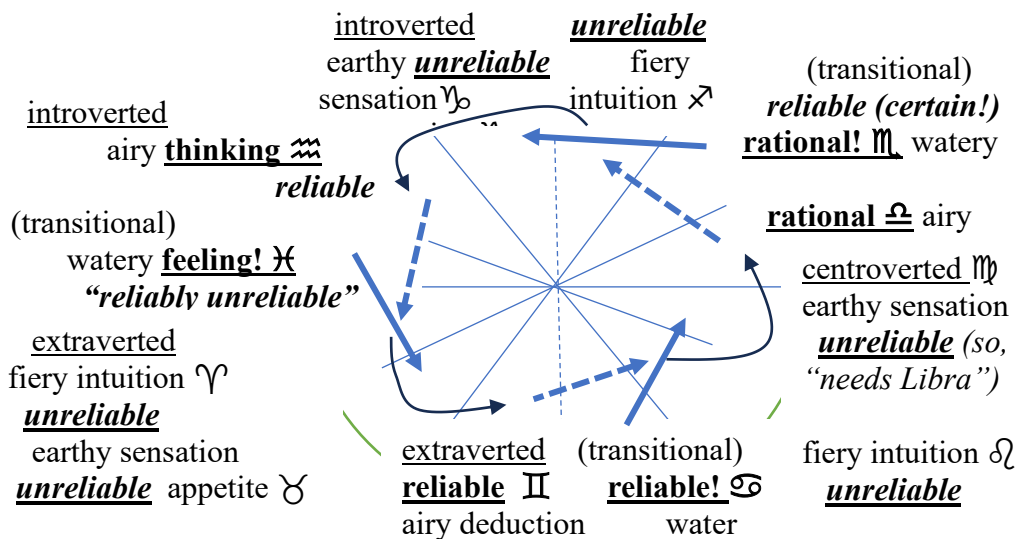 introverted
earthy unreliable
sensation♑
unreliable
fiery
intuition ♐
(transitional)
reliable (certain!)
rational! ♏ watery
introverted
airy thinking ♒
reliable
rational ♎ airy
(transitional)
watery feeling! ♓
“reliably unreliable”
centroverted ♍
earthy sensation
unreliable (so,
“needs Libra”)
extraverted
fiery intuition ♈
unreliable
earthy sensation
unreliable appetite ♉
extraverted
reliable ♊
airy deduction
(transitional)
reliable! ♋
water
fiery intuition ♌
unreliable